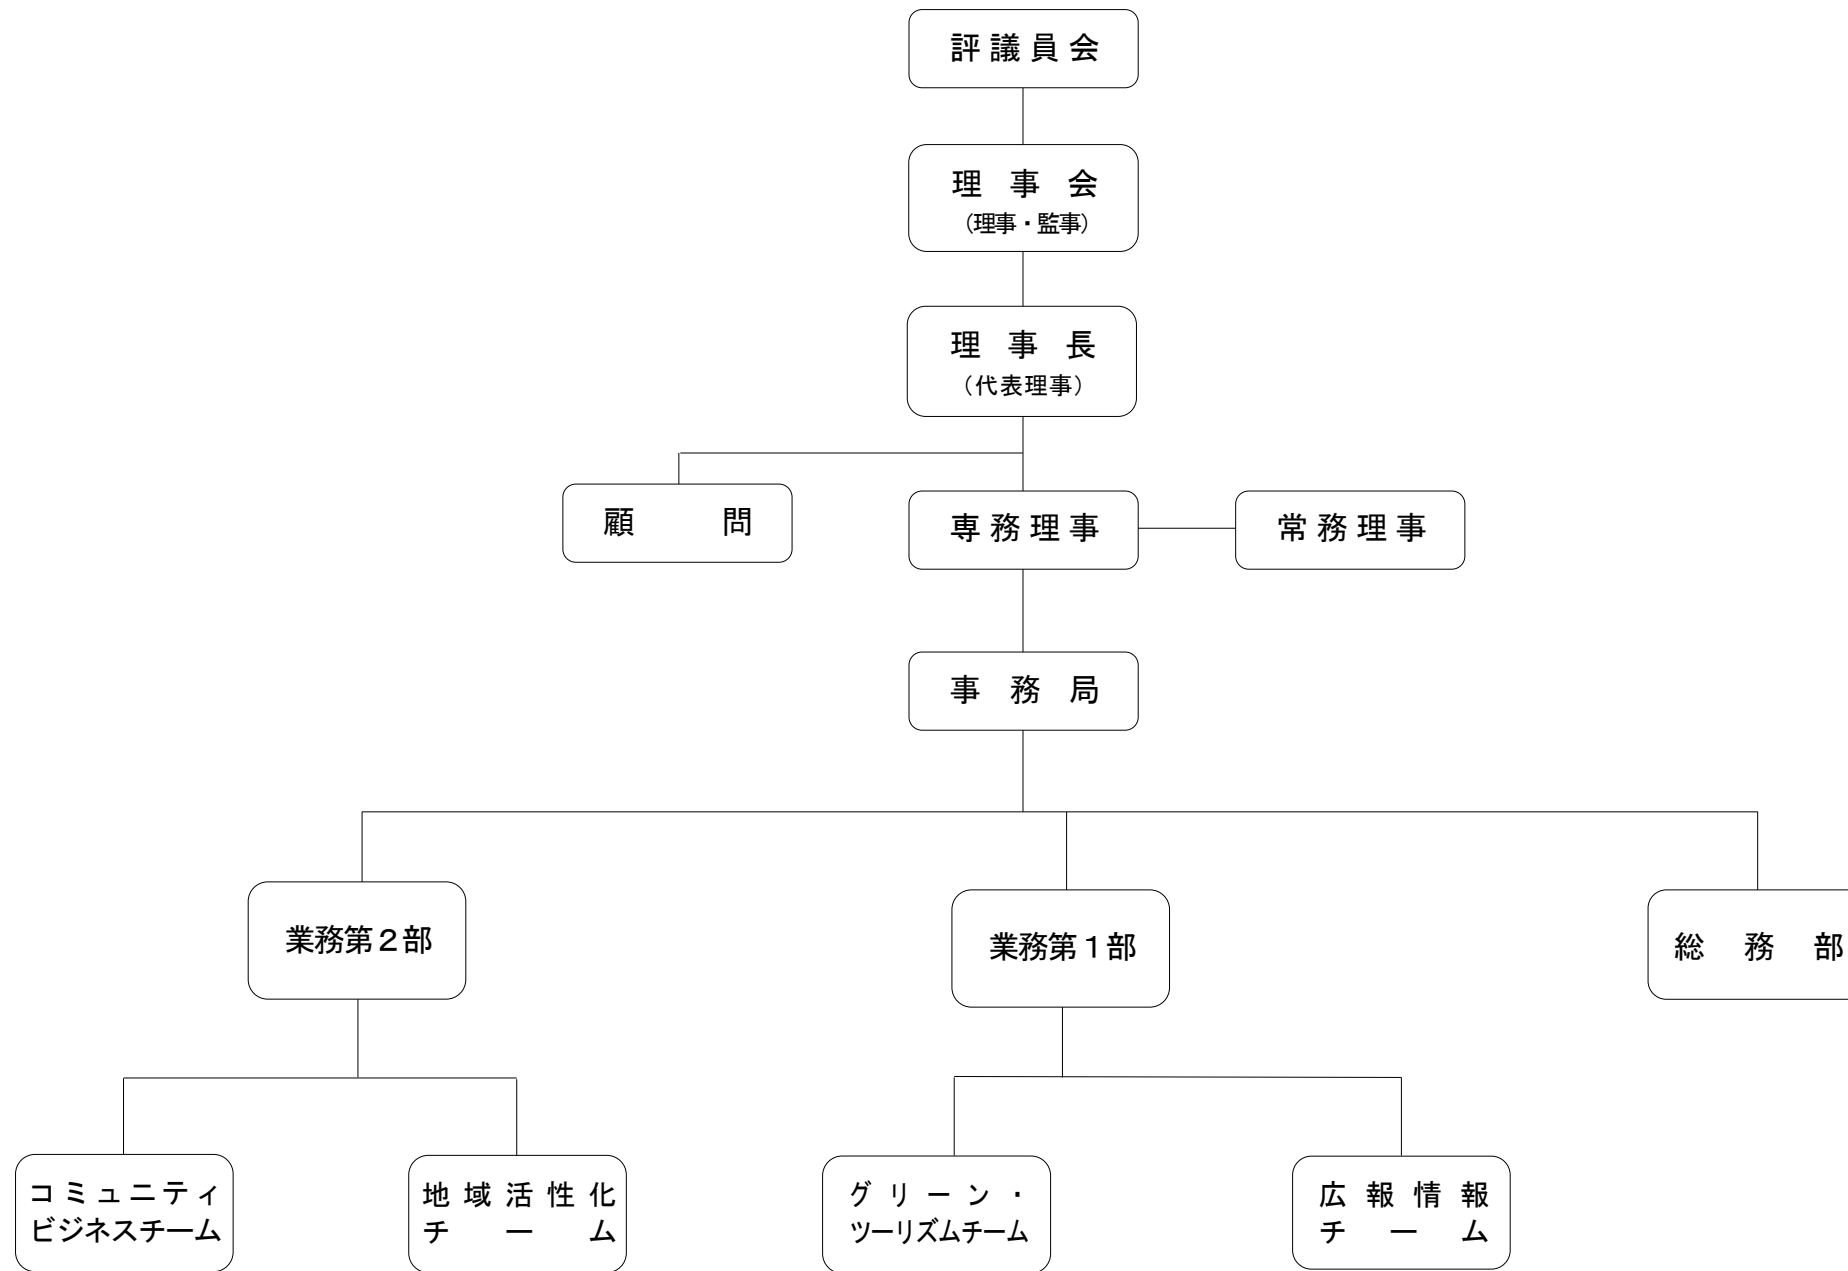 評議員会
理事会
（理事・監事）
理事長
（代表理事）
顧問
専務理事
常務理事
事務局
業務第２部
業務第１部
総務部
コミュニティ
ビジネスチーム
地域活性化
チーム
グリーン・
ツーリズムチーム
広報情報
チーム